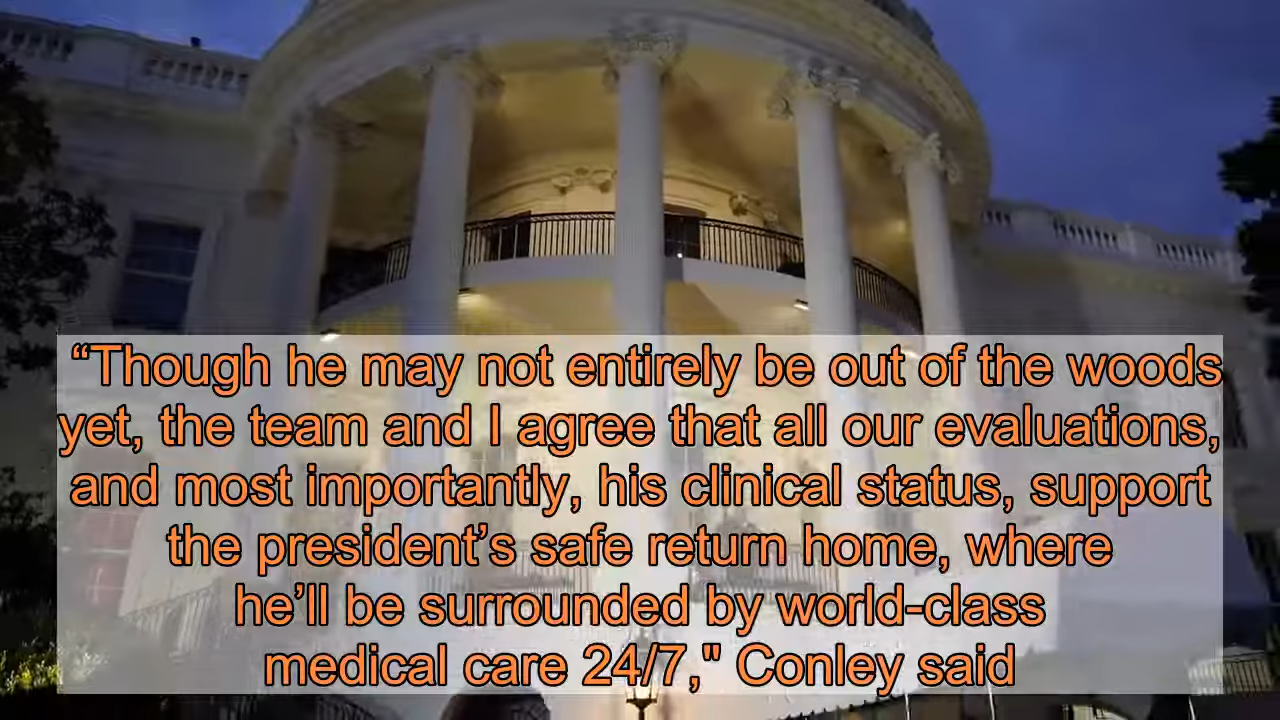 “Though he may not entirely be out of the woods
yet, the team and I agree that all our evaluations,
and most importantly, his clinical status, support
the president’s safe return home, where
he’ll be surrounded by world-class
medical care 24/7," Conley said